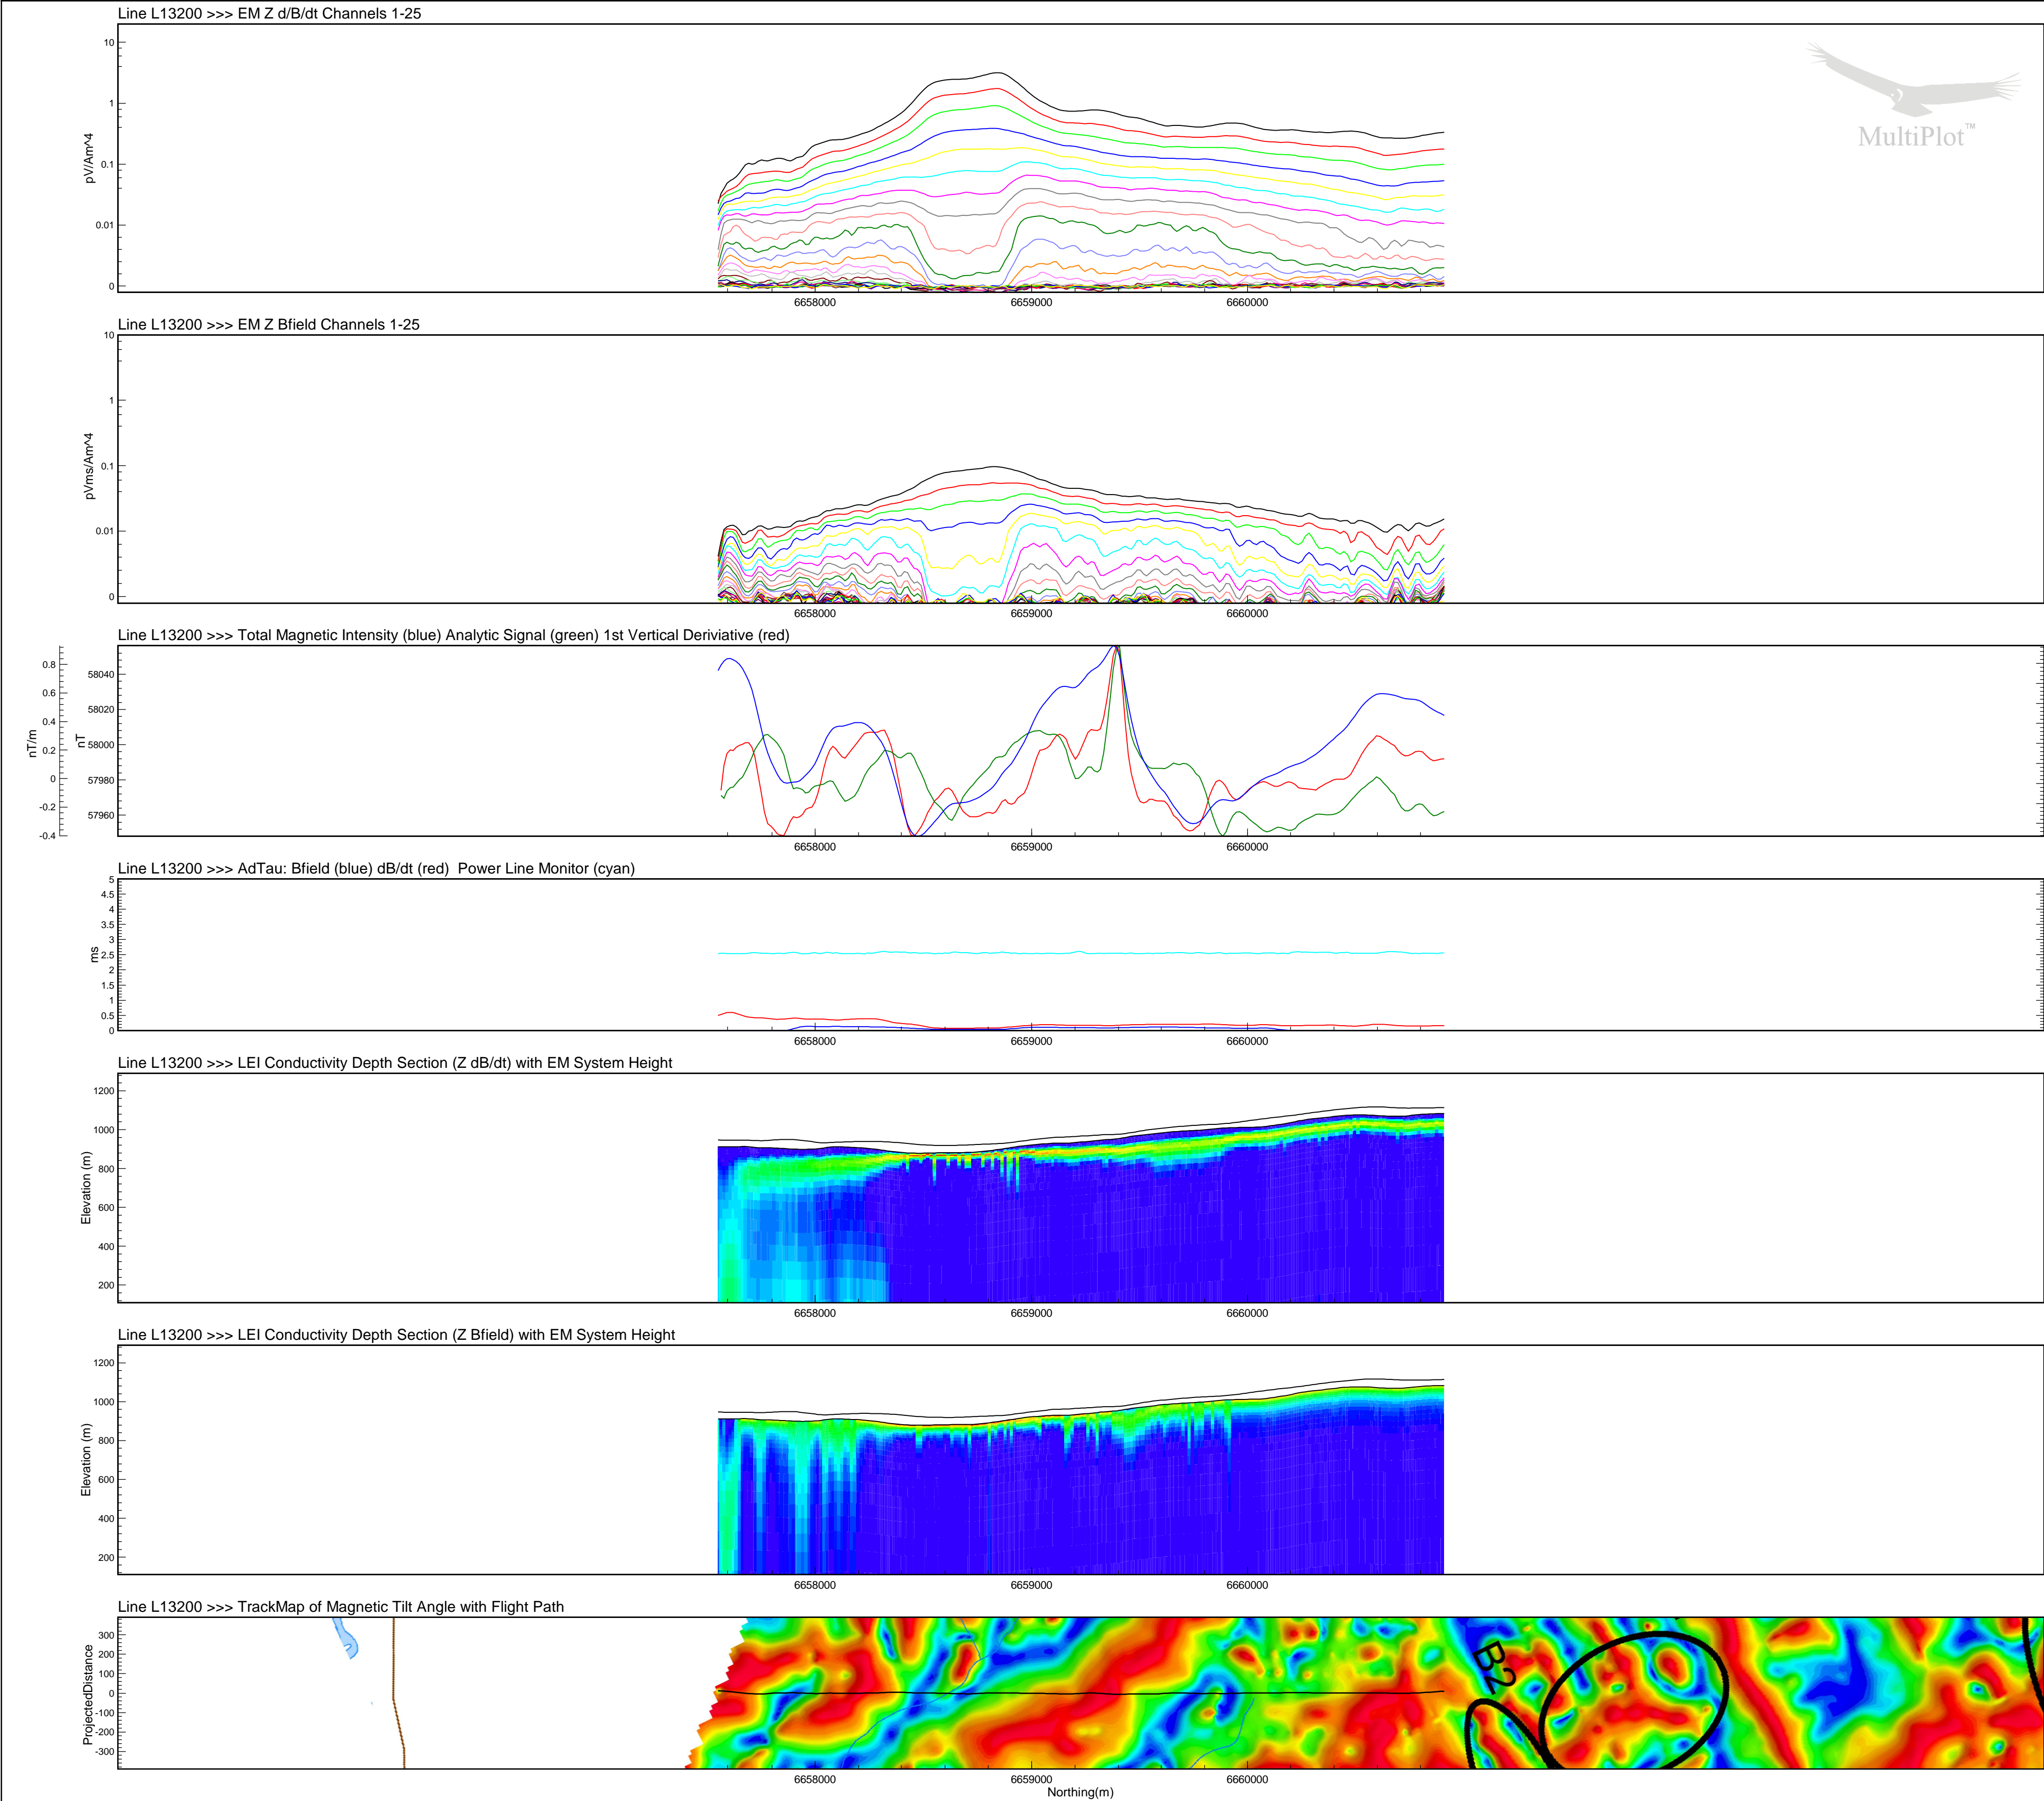 Line L13200 >>> EM Z d/B/dt Channels 1-25
10
1
0.1
0.01
0
pV/Am^4
MultiPlot™
6658000 6659000 6660000
Line L13200 >>> EM Z Bfield Channels 1-25
10
1
0.1
0.01
0
pVms/Am^4
6658000 6659000 6660000
Line L13200 >>> Total Magnetic Intensity (blue) Analytic Signal (green) 1st Vertical Deriviative (red)
0.8
0.6
0.4
0.2
0
-0.2
-0.4
nT/m
58040
58020
58000
57980
57960
nT
6658000 6659000 6660000
Line L13200 >>> AdTau: Bfield (blue) dB/dt (red) Power Line Monitor (cyan)
5
4.5
4
3.5
3
2.5
2
1.5
1
0.5
0
ms
6658000 6659000 6660000
Line L13200 >>> LEI Conductivity Depth Section (Z dB/dt) with EM System Height
1200
1000
800
600
400
200
Elevation (m)
6658000 6659000 6660000
Line L13200 >>> LEI Conductivity Depth Section (Z Bfield) with EM System Height
1200
1000
800
600
400
200
Elevation (m)
6658000 6659000 6660000
Line L13200 >>> TrackMap of Magnetic Tilt Angle with Flight Path
300
200
100
0
-100
-200
-300
ProjectedDistance
B2
6658000 6659000 6660000
Northing(m)